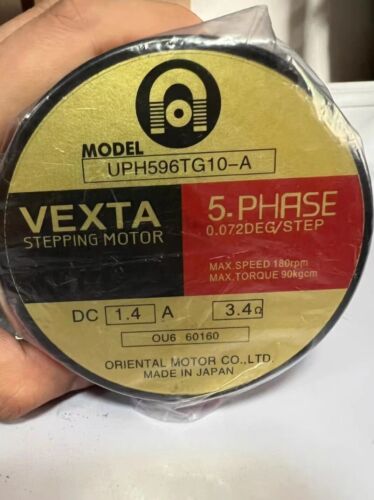 MODEL
UPH596TG10-A
VEXTA
STEPPING MOTOR
5-PHASE
0.072DEG/STEP
MAX.SPEED 180rpm
MAX.TORQUE 90kgcm
DC 1.4 A 3.4Ω
OU6 60160
ORIENTAL MOTOR CO.,LTD.
MADE IN JAPAN